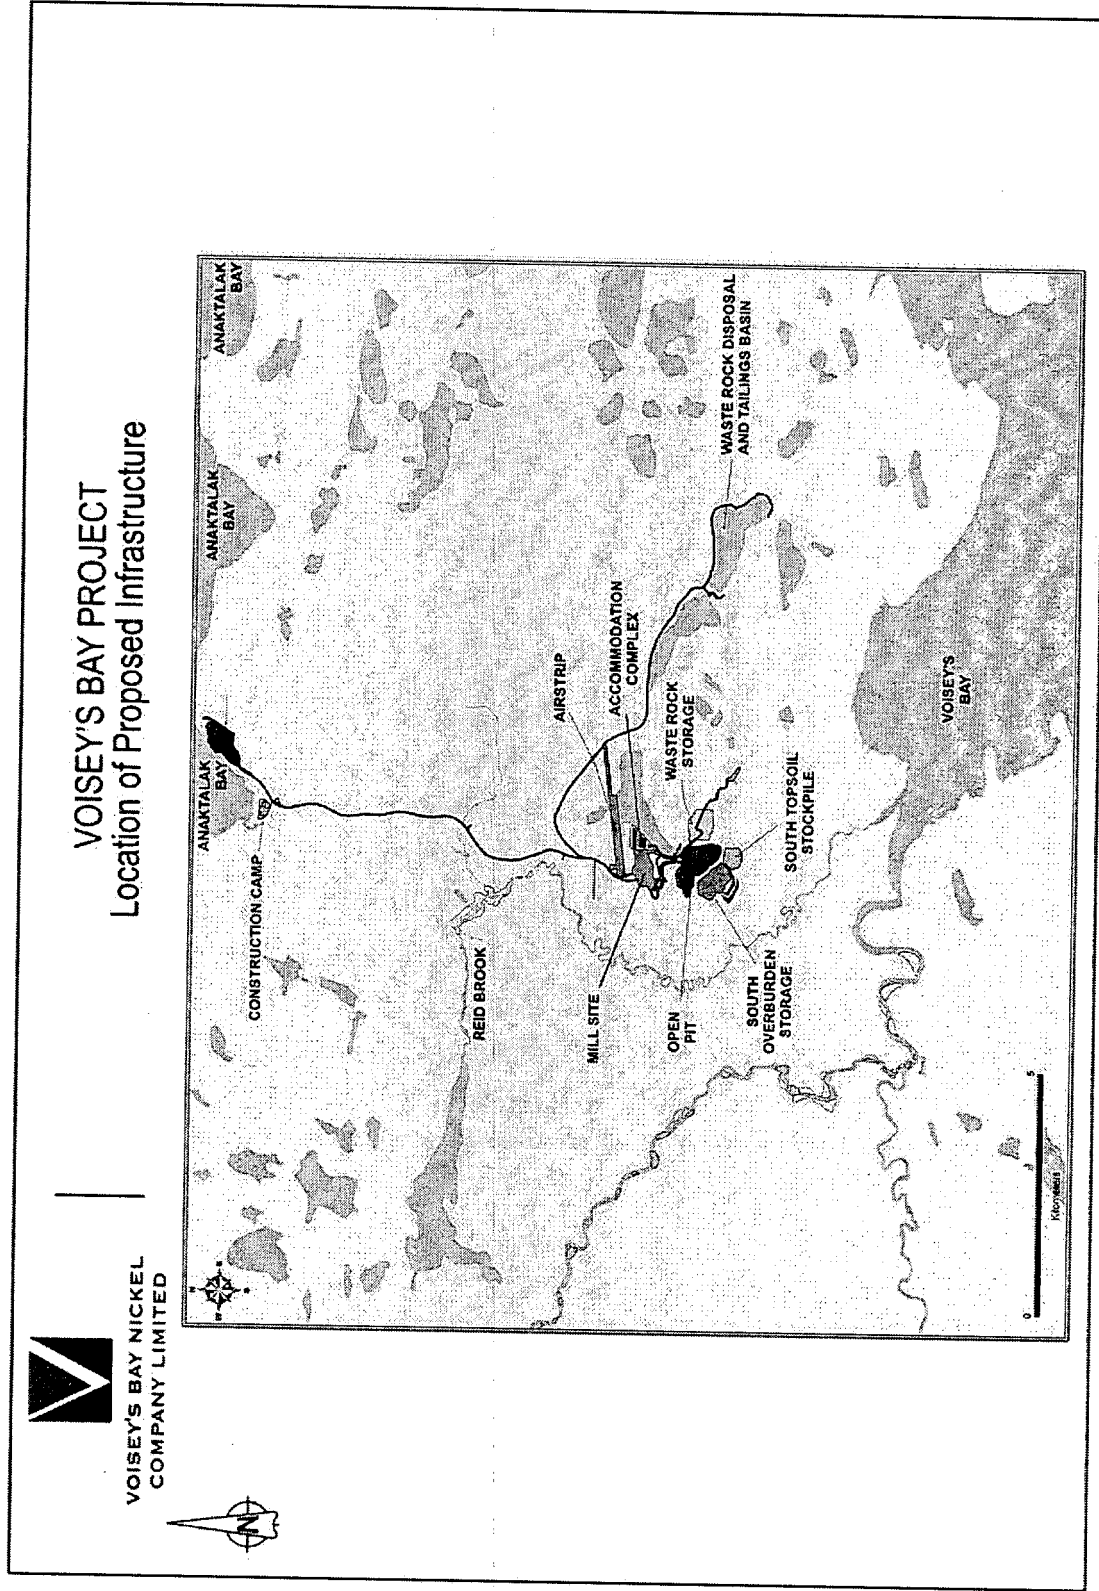 VOISEY'S BAY NICKEL
COMPANY LIMITED
VOISEY'S BAY PROJECT
Location of Proposed Infrastructure
N
ANAKTALAK
BAY
ANAKTALAK
BAY
ANAKTALAK
BAY
CONSTRUCTION CAMP
REID BROOK
AIRSTRIP
MILL SITE
ACCOMMODATION
COMPLEX
OPEN
PIT
WASTE ROCK
STORAGE
WASTE ROCK DISPOSAL
AND TAILINGS BASIN
SOUTH
OVERBURDEN
STORAGE
SOUTH TOPSOIL
STOCKPILE
VOISEY'S
BAY
0
5
Kilometers